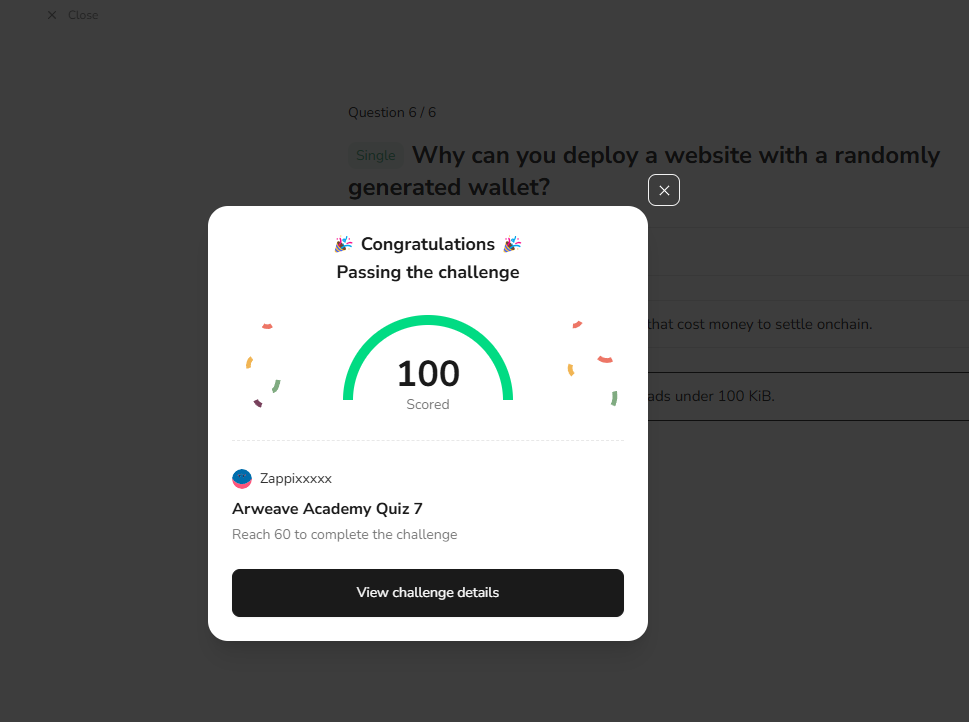 Close
Question 6 / 6
Single Why can you deploy a website with a randomly
generated wallet?
Congratulations
Passing the challenge
that cost money to settle onchain.
100
Scored
ads under 100 KiB.
Zappixxxxx
Arweave Academy Quiz 7
Reach 60 to complete the challenge
View challenge details